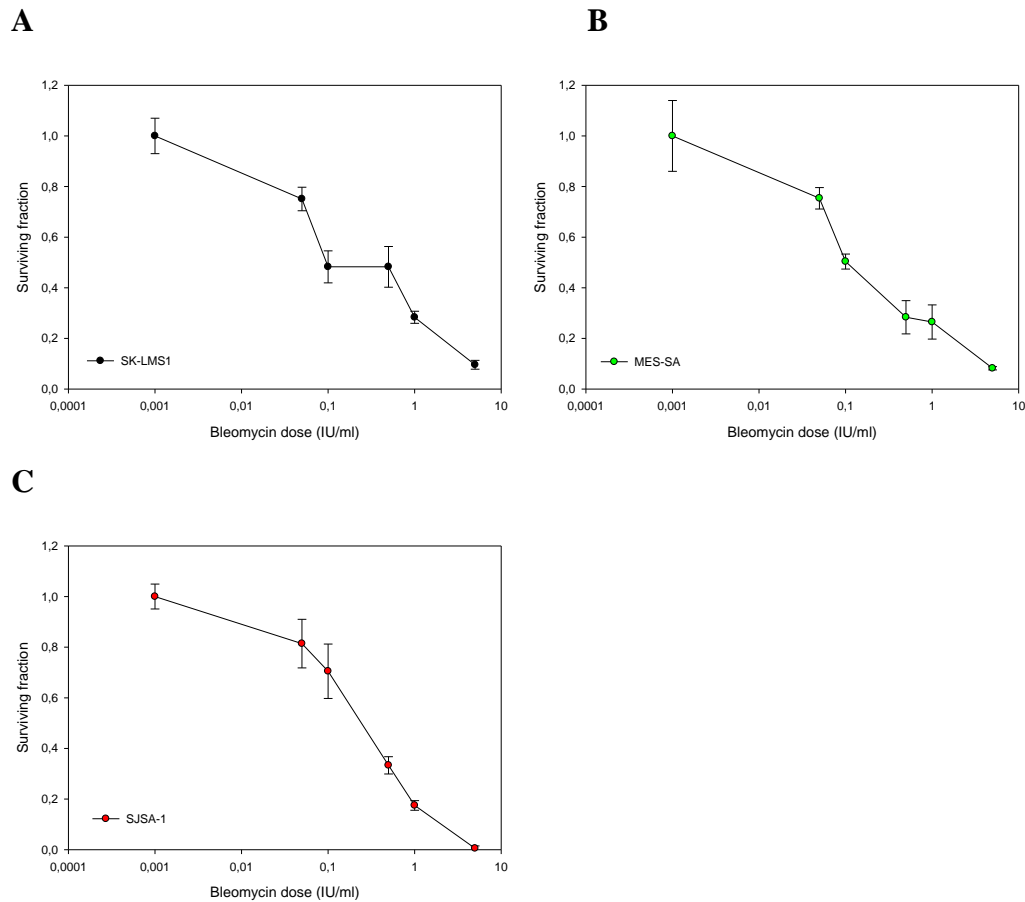 A
1,2
1,0
0,8
0,6
0,4
0,2
0,0
Surviving fraction
SK-LMS1
0,0001 0,001 0,01 0,1 1 10
Bleomycin dose (IU/ml)
B
1,2
1,0
0,8
0,6
0,4
0,2
0,0
Surviving fraction
MES-SA
0,0001 0,001 0,01 0,1 1 10
Bleomycin dose (IU/ml)
C
1,2
1,0
0,8
0,6
0,4
0,2
0,0
Surviving fraction
SJSA-1
0,0001 0,001 0,01 0,1 1 10
Bleomycin dose (IU/ml)